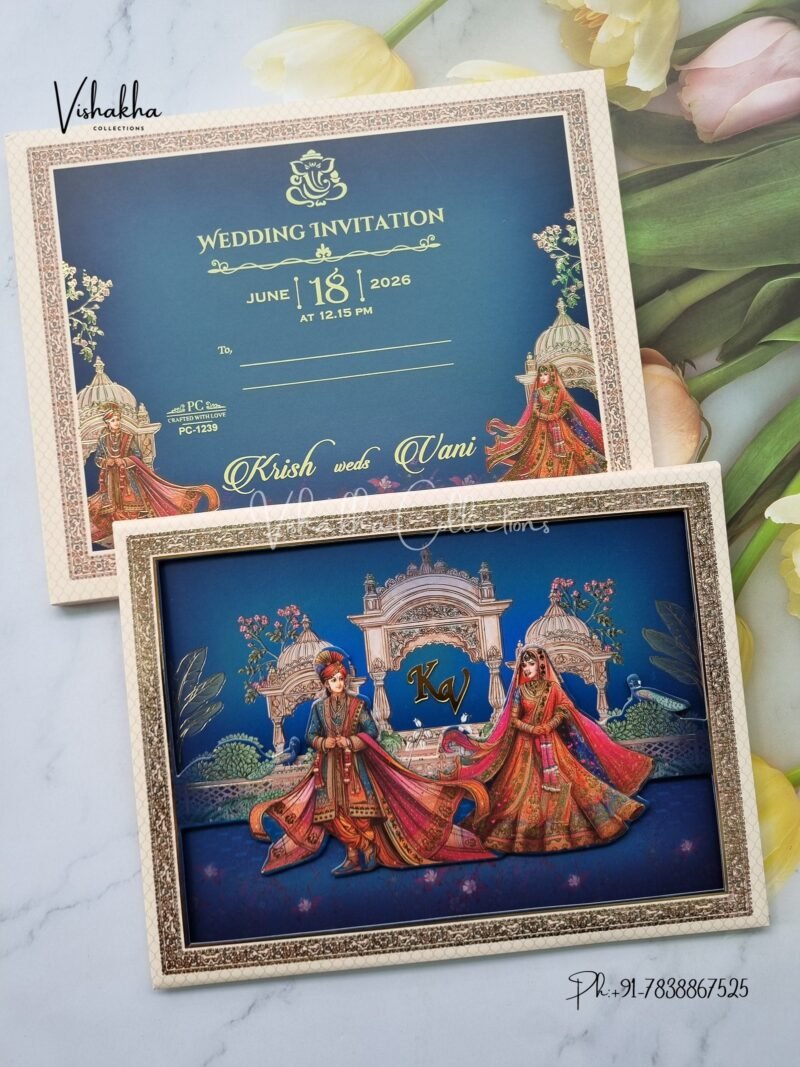 Vishakha
COLLECTIONS
WEDDING INVITATION
JUNE 18 2026
AT 12.15 PM
To,
PC
CRAFTED WITH LOVE
PC-1239
Krish weds Vani
Vishakha Collections
KV
Ph:+91-7838867525